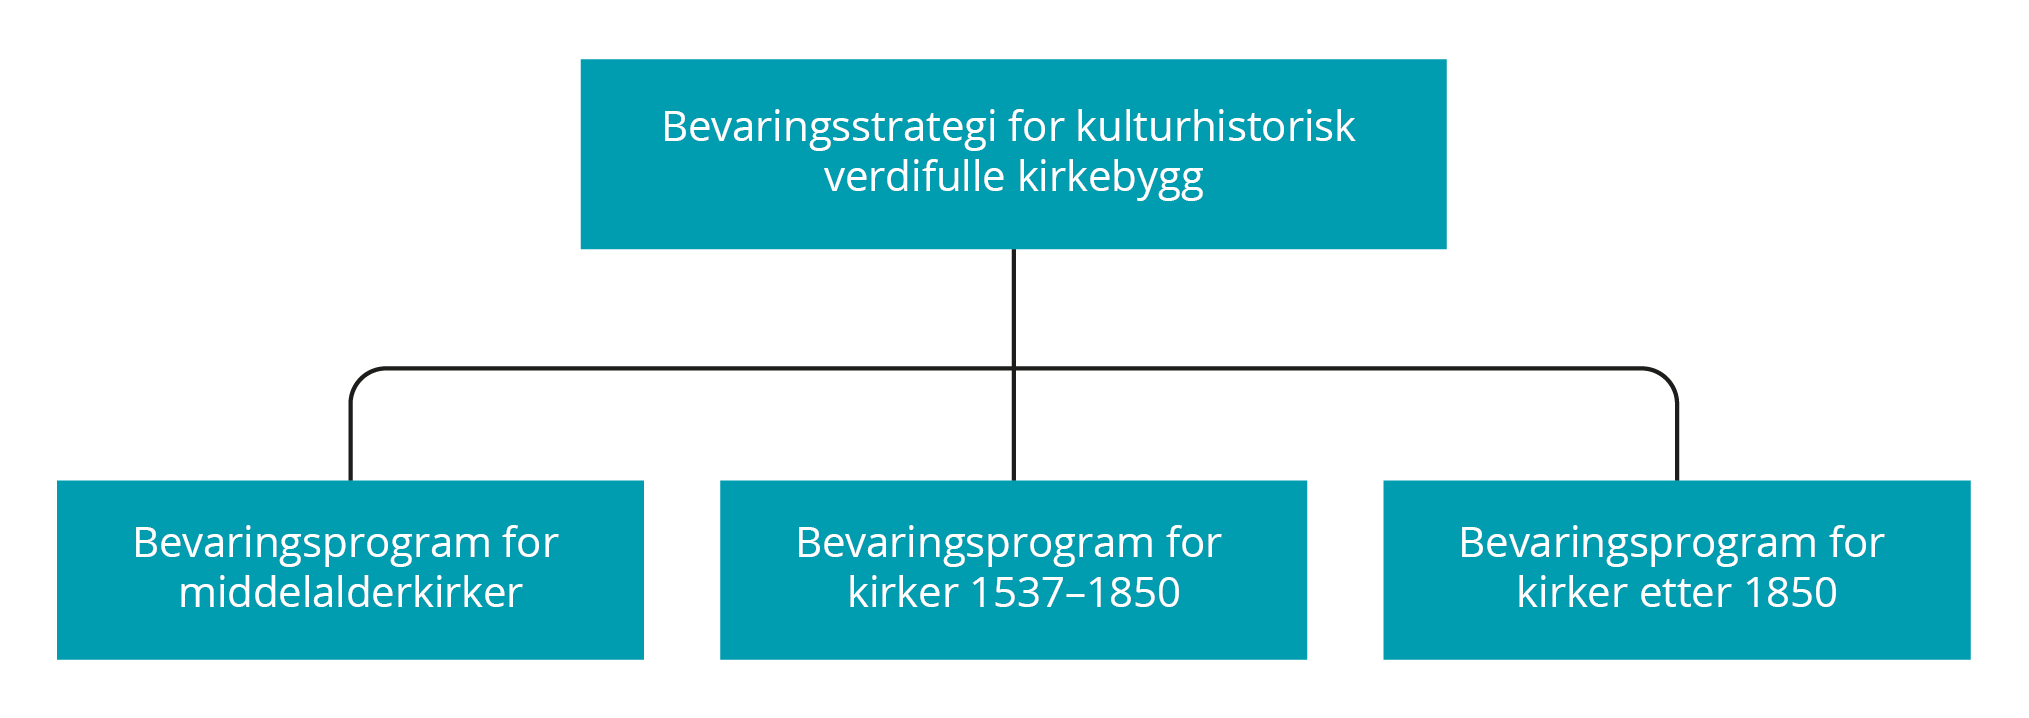 Bevaringsstrategi for kulturhistorisk
verdifulle kirkebygg
Bevaringsprogram for
middelalderkirker
Bevaringsprogram for
kirker 1537–1850
Bevaringsprogram for
kirker etter 1850